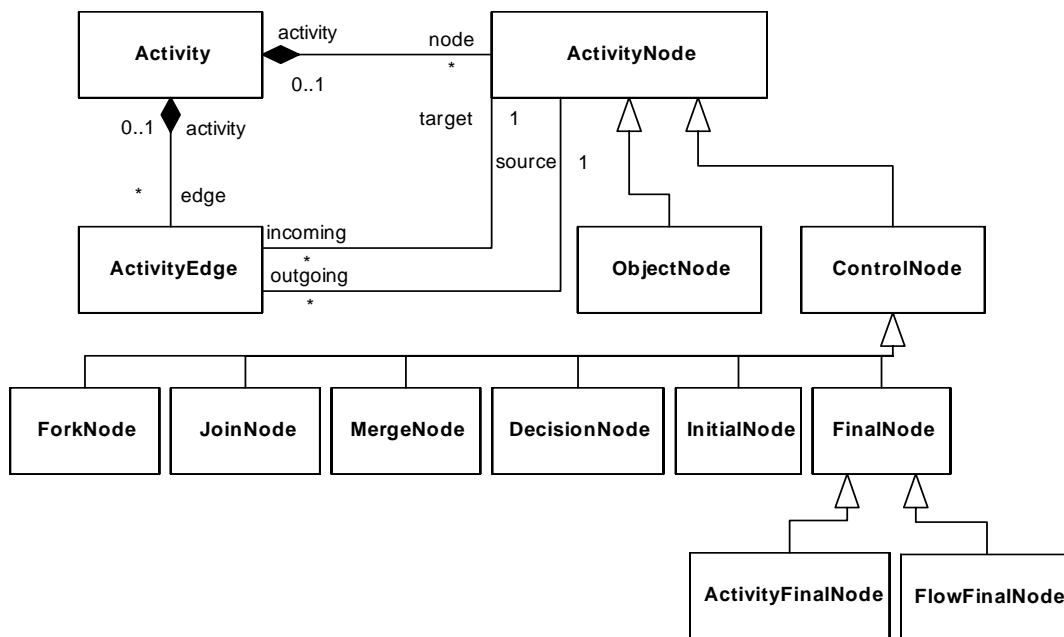 Activity
activity
0..1
node
*
ActivityNode
0..1
activity
target
1
source
1
*
edge
ActivityEdge
incoming
*
outgoing
*
ObjectNode
ControlNode
ForkNode
JoinNode
MergeNode
DecisionNode
InitialNode
FinalNode
ActivityFinalNode
FlowFinalNode